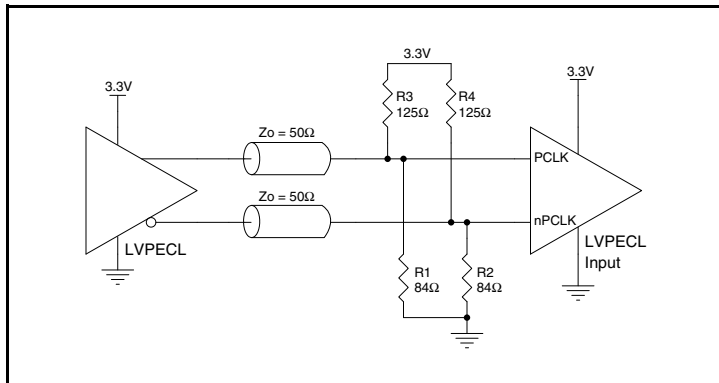 3.3V
3.3V
3.3V
R3
125Ω
R4
125Ω
Zo = 50Ω
PCLK
Zo = 50Ω
nPCLK
LVPECL
LVPECL
Input
R1
84Ω
R2
84Ω